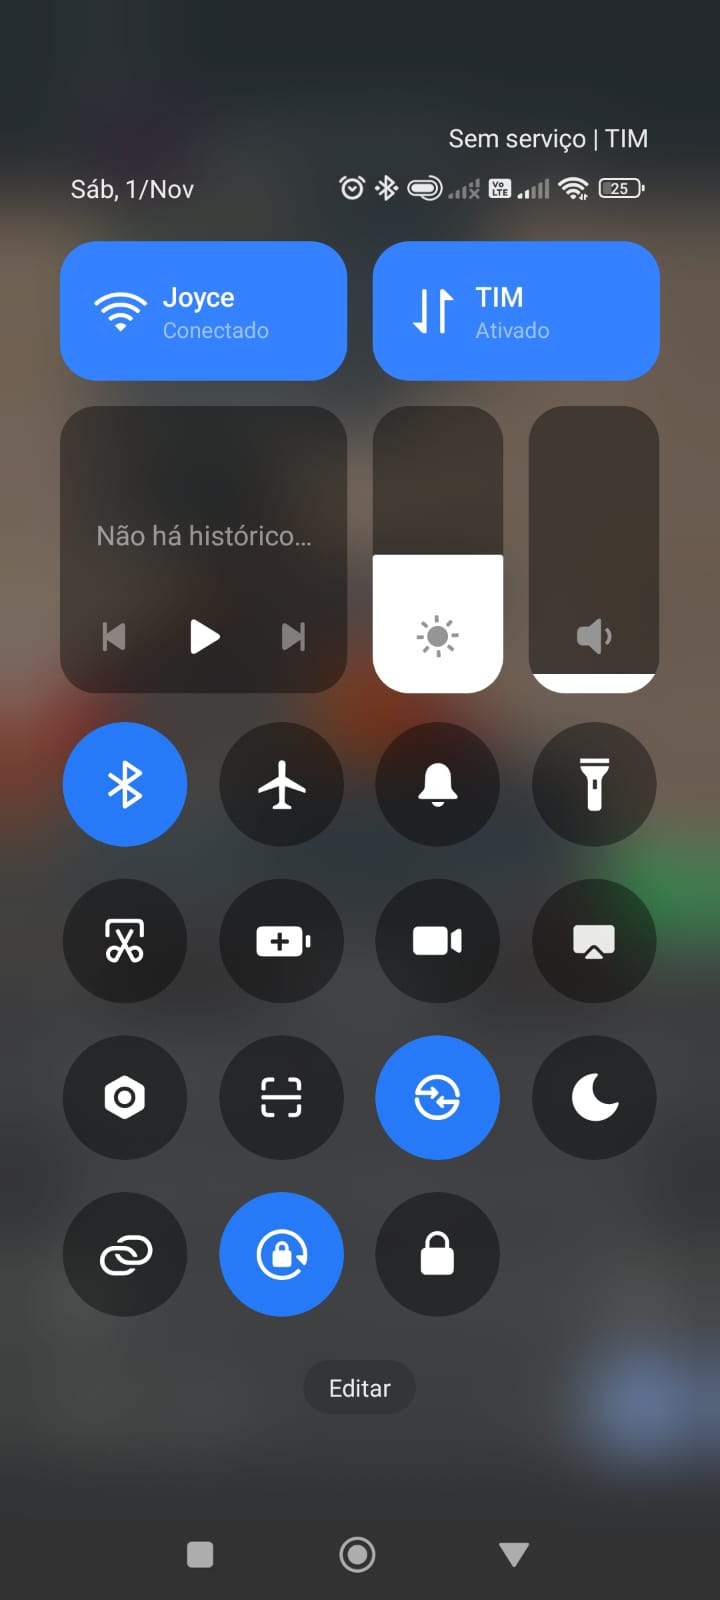 Sem serviço | TIM
Sáb, 1/Nov
Vo LTE
25
Joyce
Conectado
TIM
Ativado
Não há histórico...
Editar